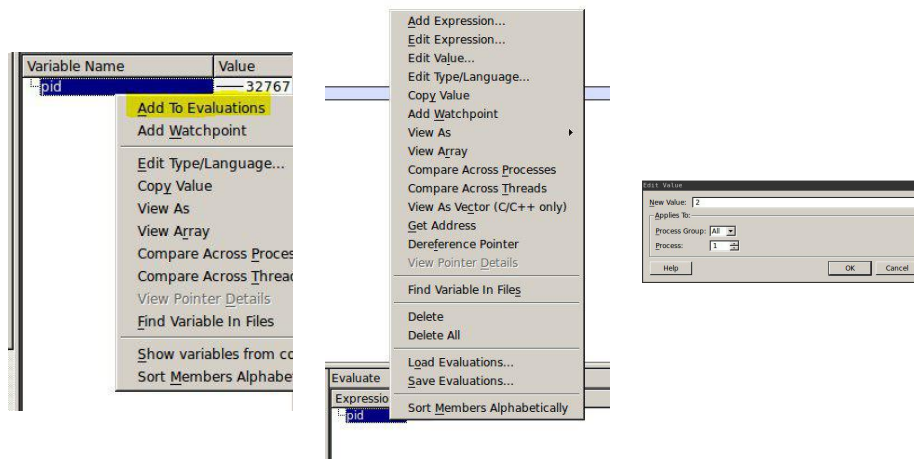 Variable Name Value
pid 32767
Add To Evaluations
Add Watchpoint
Edit Type/Language...
Copy Value
View As
View Array
Compare Across Proces
Compare Across Threa
View Pointer Details
Find Variable In Files
Show variables from co
Sort Members Alphabe
Add Expression...
Edit Expression...
Edit Value...
Edit Type/Language...
Copy Value
Add Watchpoint
View As
View Array
Compare Across Processes
Compare Across Threads
View As Vector (C/C++ only)
Get Address
Dereference Pointer
View Pointer Details
Find Variable In Files
Delete
Delete All
Load Evaluations...
Save Evaluations...
Sort Members Alphabetically
Evaluate
Expressio
pid
Edit Value
New Value: 2
Applies To:
Process Group: All
Process: 1
Help OK Cancel